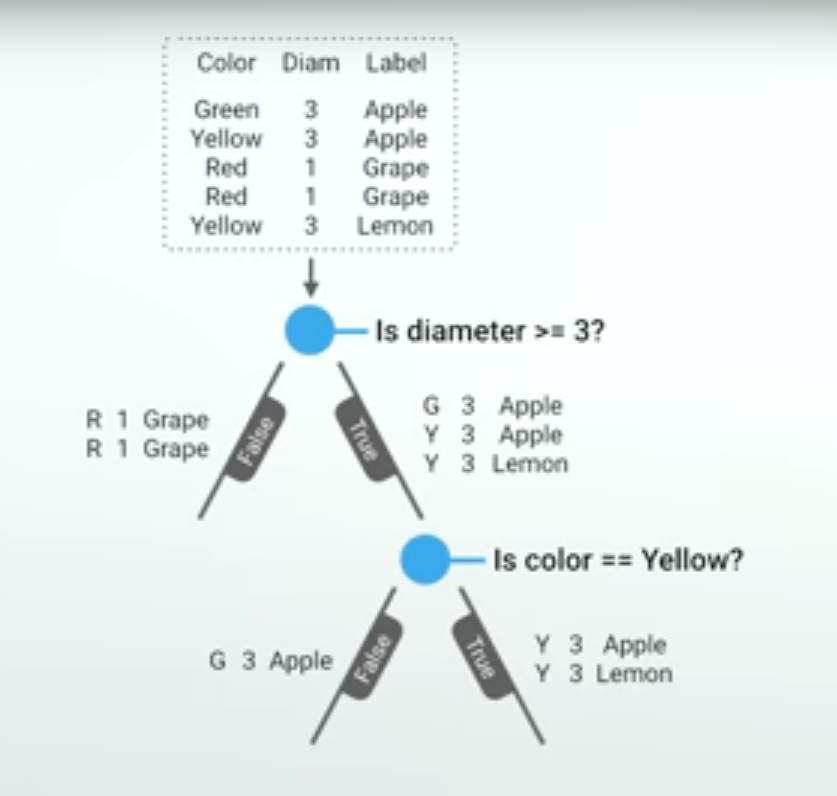 Color Diam Label
Green 3 Apple
Yellow 3 Apple
Red 1 Grape
Red 1 Grape
Yellow 3 Lemon
Is diameter >= 3?
R 1 Grape
R 1 Grape
False
True
G 3 Apple
Y 3 Apple
Y 3 Lemon
Is color == Yellow?
G 3 Apple
False
True
Y 3 Apple
Y 3 Lemon